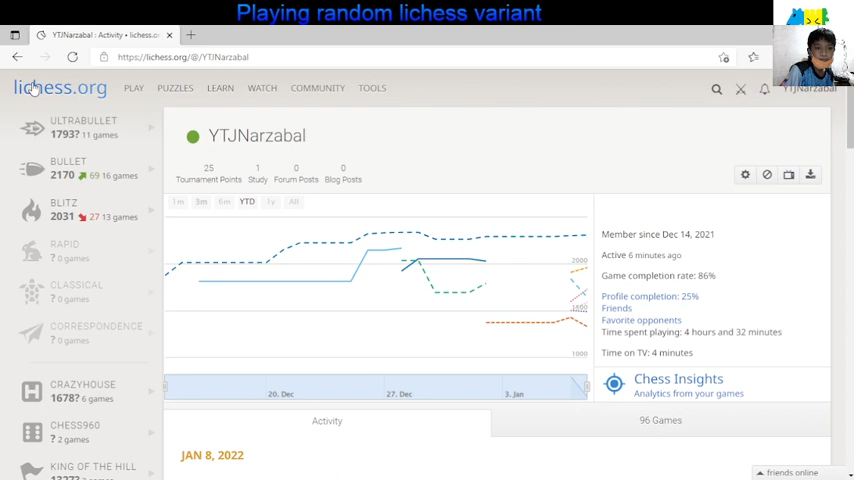 Playing random lichess variant
YTJNarzabal : Activity • lichess.o
https://lichess.org/@/YTJNarzabal
lichess.org PLAY PUZZLES LEARN WATCH COMMUNITY TOOLS YTJNarzabal
ULTRABULLET
1793? 11 games
BULLET
2170 69 16 games
BLITZ
2031 27 13 games
RAPID
? 0 games
CLASSICAL
? 0 games
CORRESPONDENCE
? 0 games
CRAZYHOUSE
1678? 6 games
CHESS960
? 2 games
KING OF THE HILL
YTJNarzabal
25 1 0 0
Tournament Points Study Forum Posts Blog Posts
1m 3m 6m YTD 1y All
2000
1500
1000
20. Dec 27. Dec 3. Jan
Member since Dec 14, 2021
Active 6 minutes ago
Game completion rate: 86%
Profile completion: 25%
Friends
Favorite opponents
Time spent playing: 4 hours and 32 minutes
Time on TV: 4 minutes
Chess Insights
Analytics from your games
Activity 96 Games
JAN 8, 2022
friends online